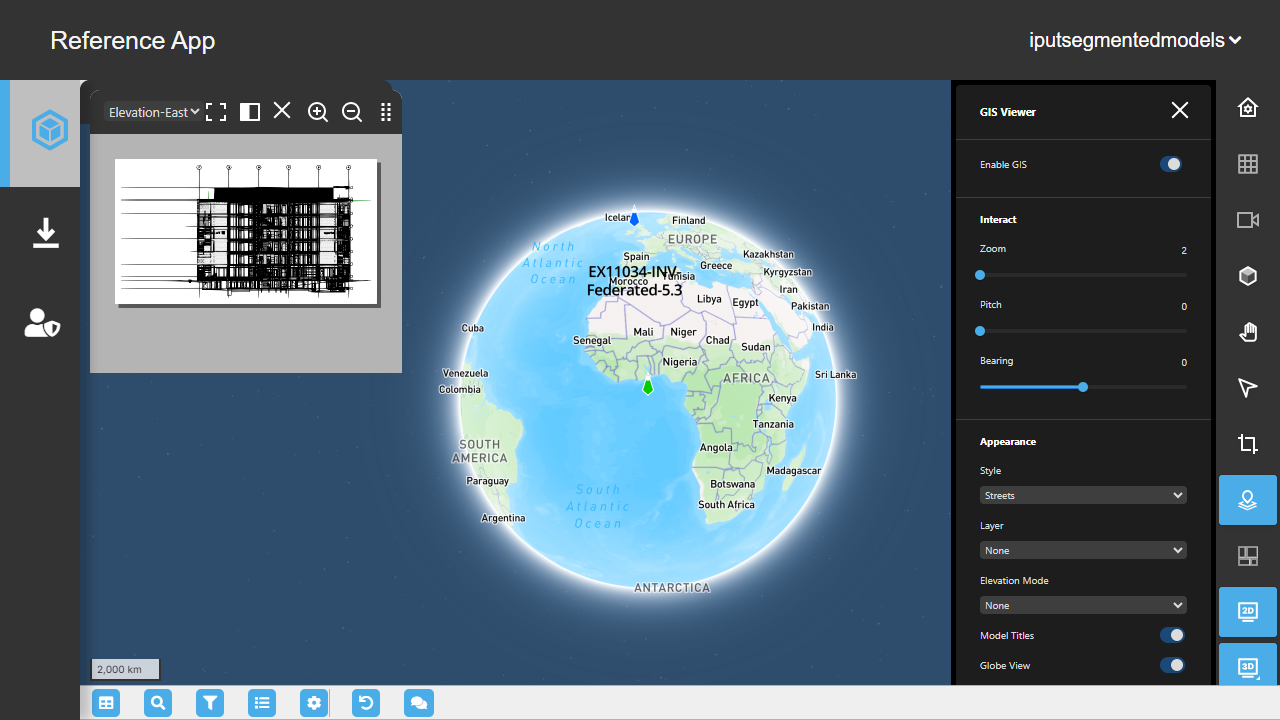 Reference App
iputsegmentedmodels
Elevation-East
GIS Viewer
Enable GIS
Interact
Zoom
2
Pitch
0
Bearing
0
Appearance
Style
Streets
Layer
None
Elevation Mode
None
Model Titles
Globe View
Finland
North
Atlantic
Ocean
EUROPE
Spain
Kazakhstan
Greece
EX11034-INV-
Federated-5.3
Kyrgyzstan
Morocco
Iran
Libya
Egypt
Pakistan
Cuba
Mali
Niger
Chad
India
Senegal
Sudan
Nigeria
Venezuela
AFRICA
Sri Lanka
Colombia
Kenya
Tanzania
SOUTH
AMERICA
Angola
Madagascar
Paraguay
Botswana
South
Atlantic
Ocean
South Africa
Argentina
ANTARCTICA
2,000 km
2D
3D